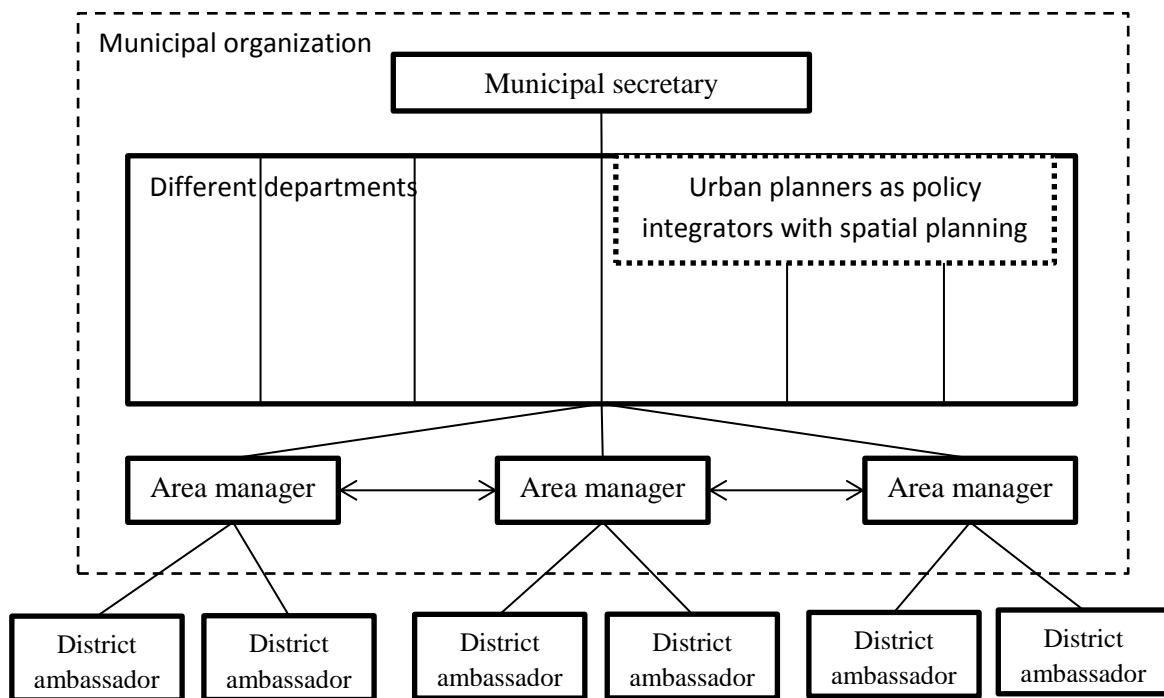 Municipal organization
Municipal secretary
Different departments
Urban planners as policy
integrators with spatial planning
Area manager
Area manager
Area manager
District
ambassador
District
ambassador
District
ambassador
District
ambassador
District
ambassador
District
ambassador